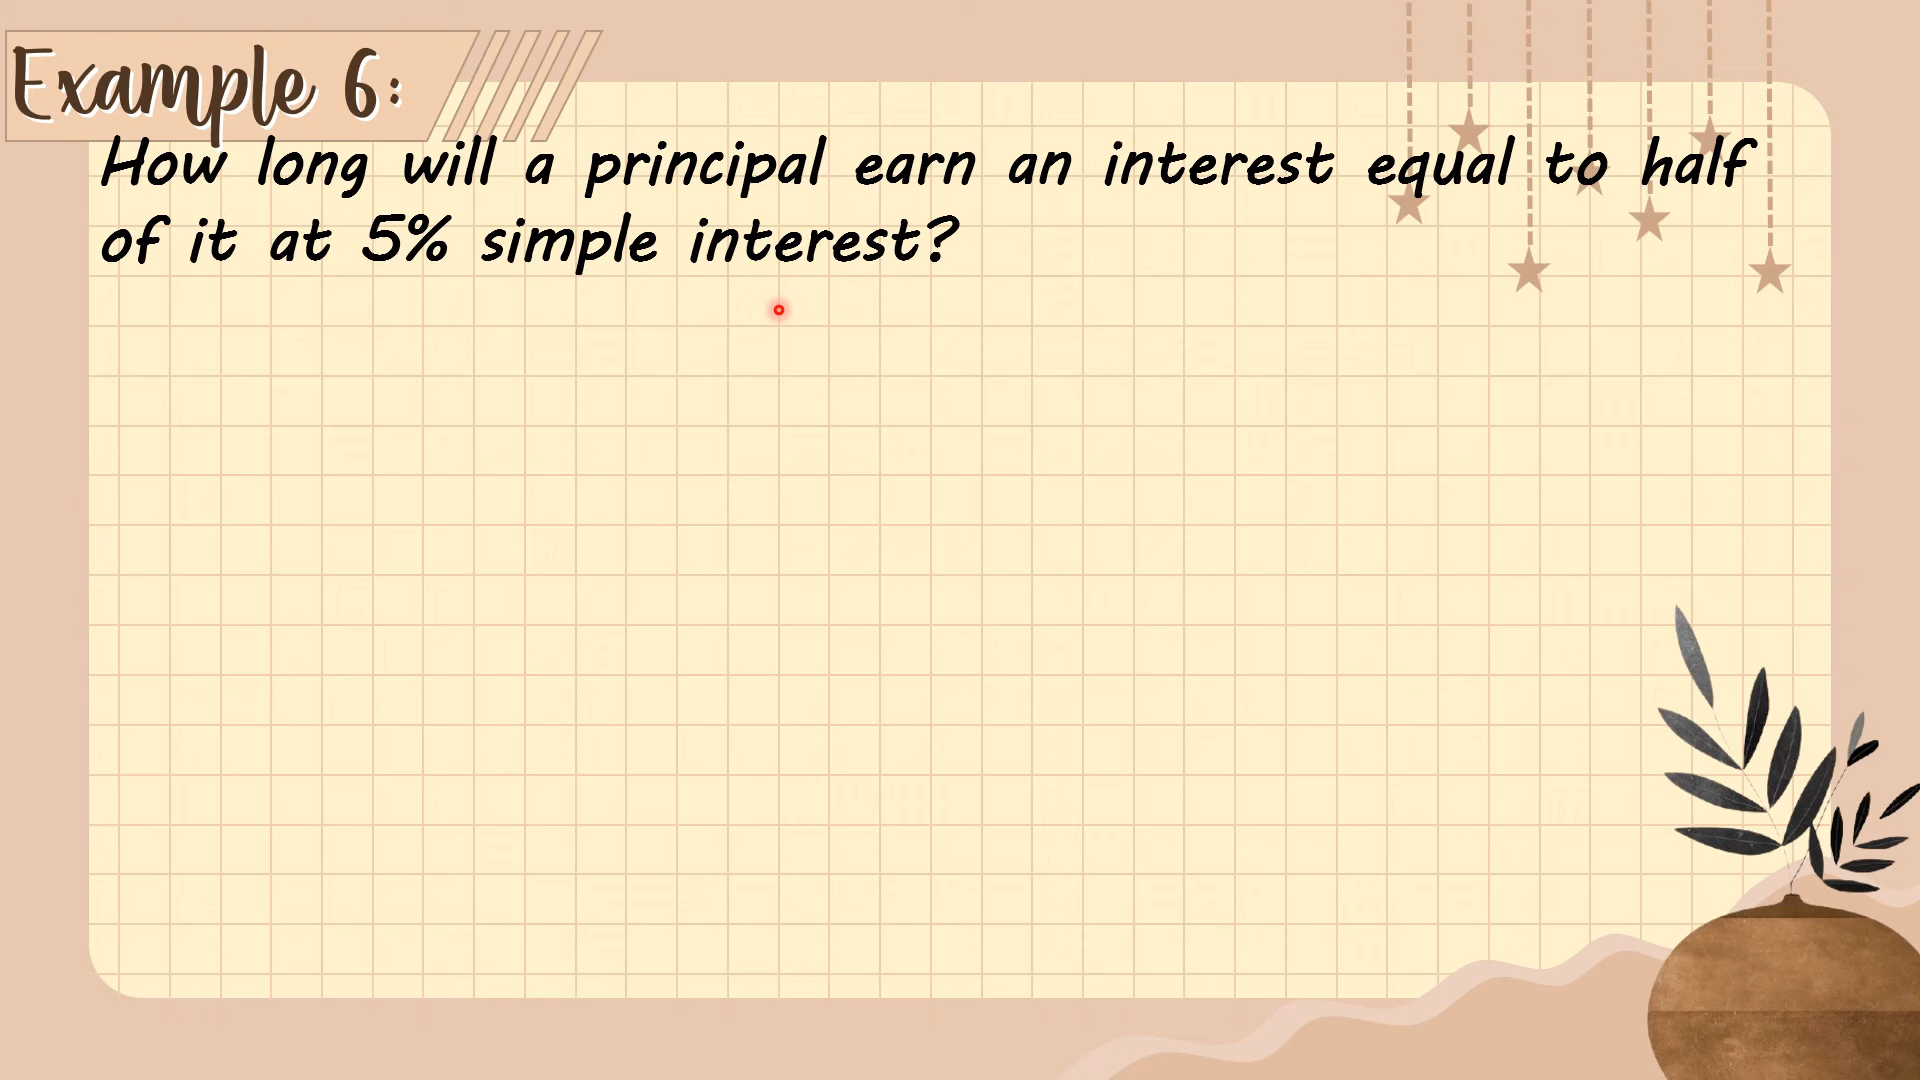 Example 6:
How long will a principal earn an interest equal to half
of it at 5% simple interest?